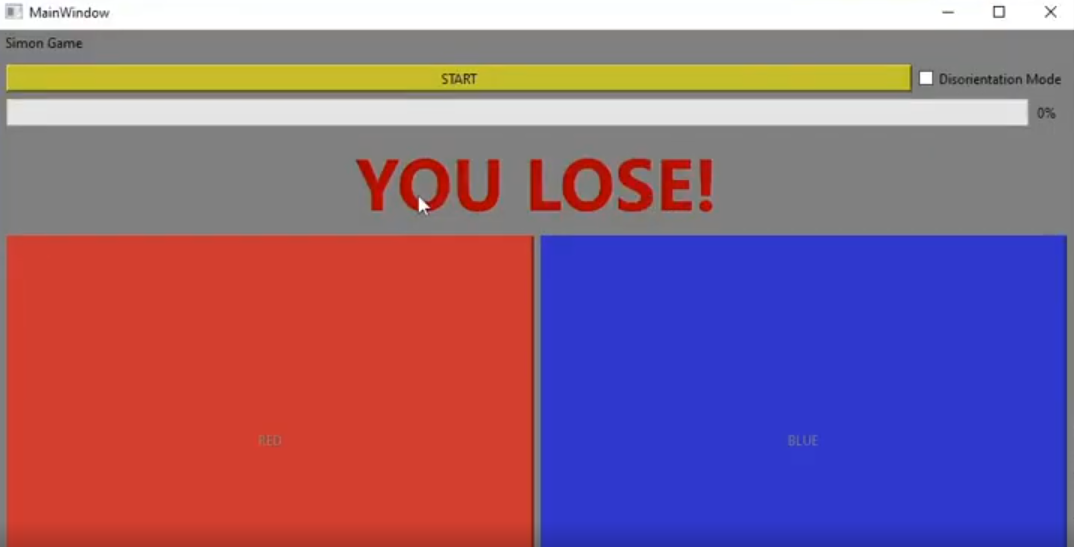 MainWindow
Simon Game
START
Disorientation Mode
0%
YOU LOSE!
RED
BLUE